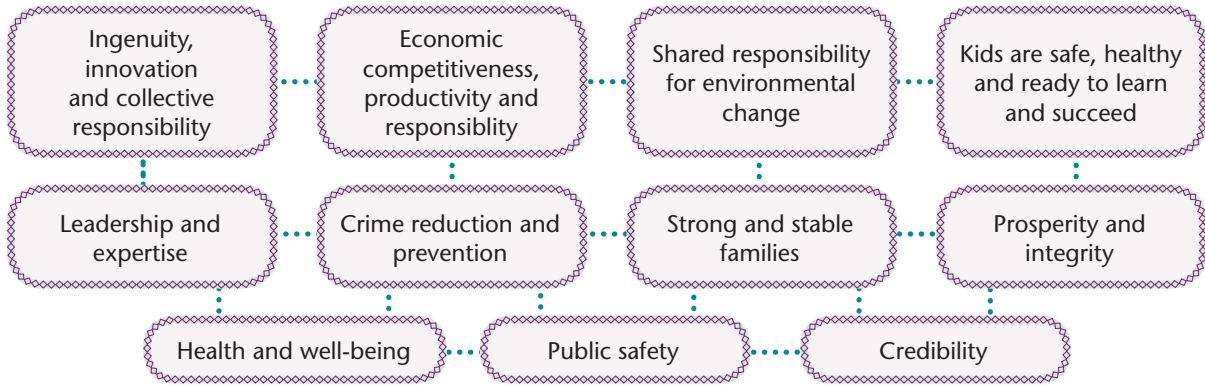 Ingenuity,
innovation
and collective
responsibility
Economic
competitiveness,
productivity and
responsiblity
Shared responsibility
for environmental
change
Kids are safe, healthy
and ready to learn
and succeed
Leadership and
expertise
Crime reduction and
prevention
Strong and stable
families
Prosperity and
integrity
Health and well-being
Public safety
Credibility